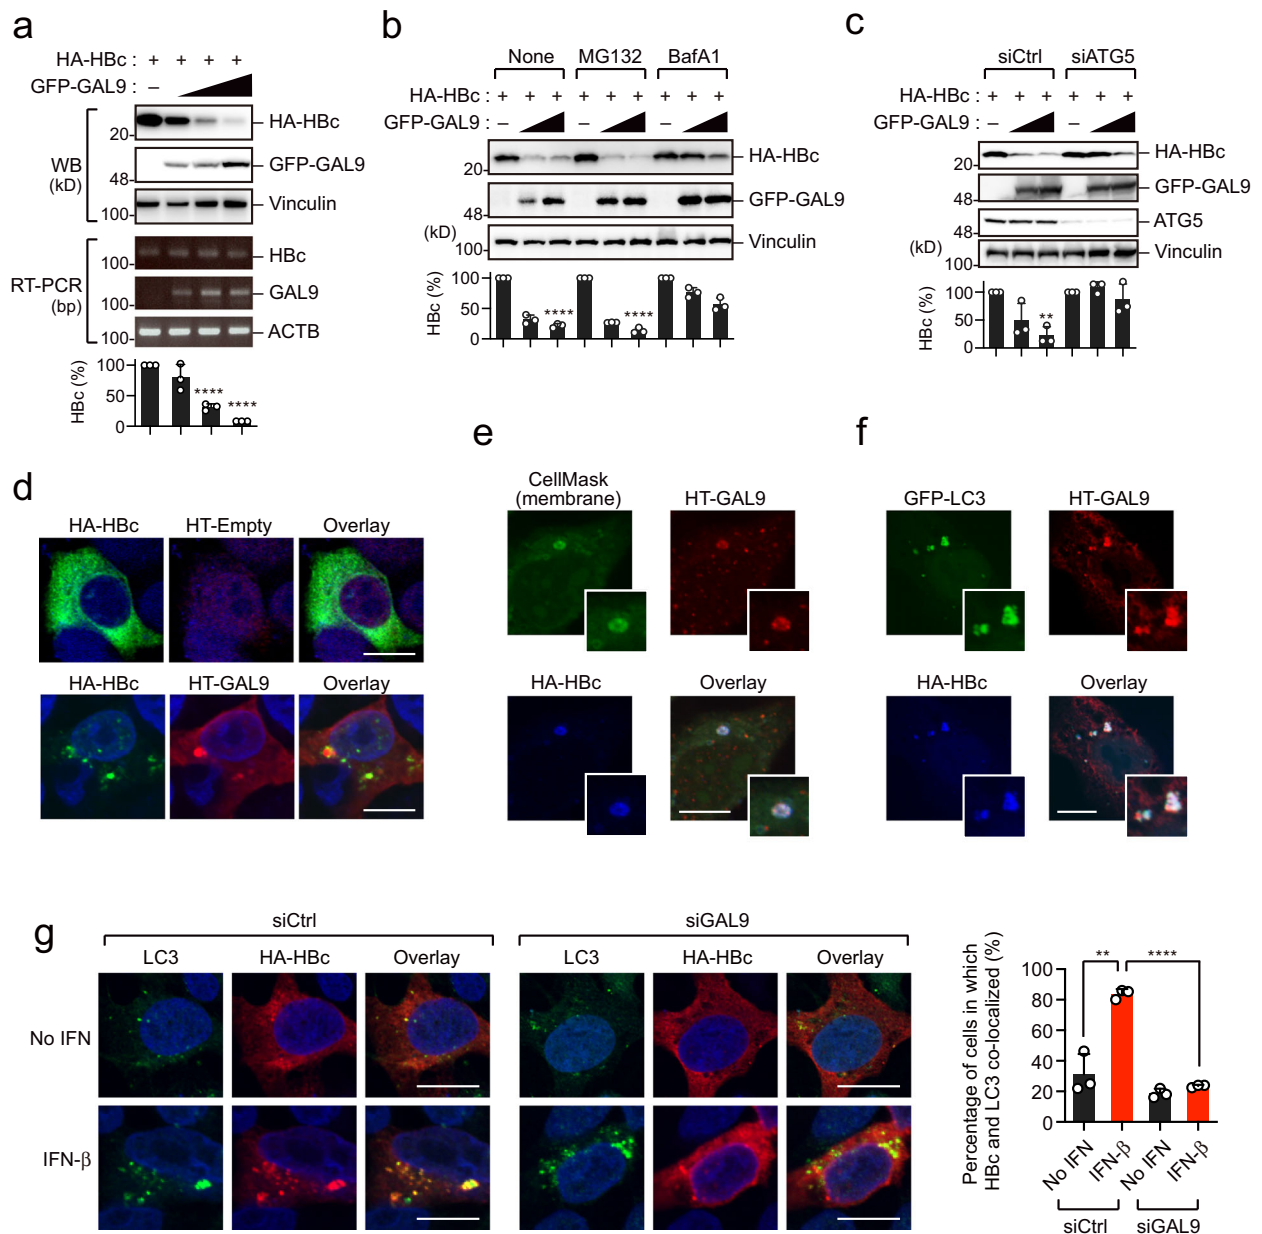 a
HA-HBc : + + + +
GFP-GAL9 : –
WB
(kD)
20
HA-HBc
48
GFP-GAL9
100
Vinculin
RT-PCR
(bp)
100
HBc
100
GAL9
100
ACTB
HBc (%)
100
50
0
****
****
b
None MG132 BafA1
HA-HBc : + + + + + + + + +
GFP-GAL9 : – – –
20
HA-HBc
48
GFP-GAL9
(kD)
100
Vinculin
HBc (%)
100
50
0
****
****
c
siCtrl siATG5
HA-HBc : + + + + + +
GFP-GAL9 : – –
20
HA-HBc
48
GFP-GAL9
48
ATG5
(kD)
100
Vinculin
HBc (%)
100
50
0
**
d
HA-HBc HT-Empty Overlay
HA-HBc HT-GAL9 Overlay
e
CellMask
(membrane)
HT-GAL9
HA-HBc Overlay
f
GFP-LC3 HT-GAL9
HA-HBc Overlay
g
siCtrl siGAL9
LC3 HA-HBc Overlay LC3 HA-HBc Overlay
No IFN
IFN-β
Percentage of cells in which
HBc and LC3 co-localized (%)
100
80
60
40
20
0
** ****
No IFN IFN-β No IFN IFN-β
siCtrl siGAL9